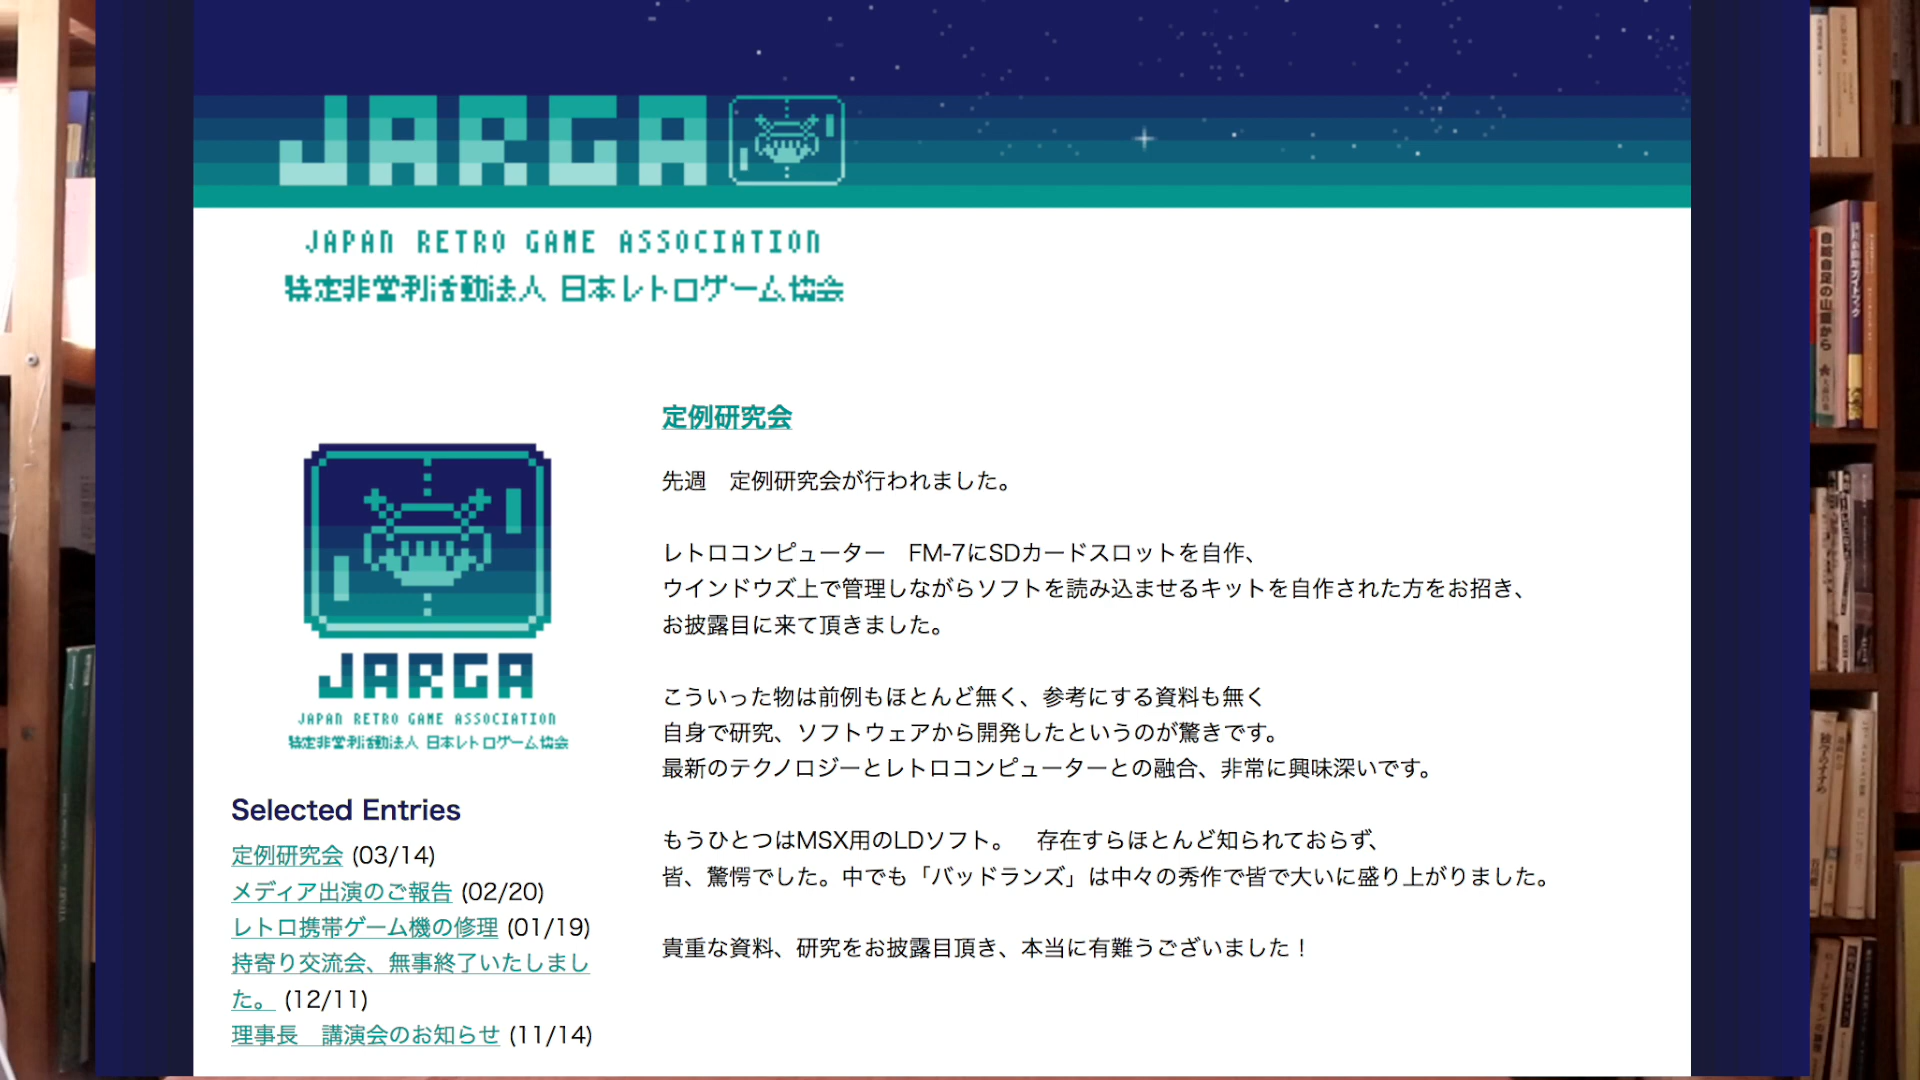 JARGA
JAPAN RETRO GAME ASSOCIATION
特定非営利活動法人 日本レトロゲーム協会
定例研究会
先週　定例研究会が行われました。
レトロコンピューター　FM-7にSDカードスロットを自作、
ウインドウズ上で管理しながらソフトを読み込ませるキットを自作された方をお招き、
お披露目に来て頂きました。
こういった物は前例もほとんど無く、参考にする資料も無く
自身で研究、ソフトウェアから開発したというのが驚きです。
最新のテクノロジーとレトロコンピューターとの融合、非常に興味深いです。
もうひとつはMSX用のLDソフト。　存在すらほとんど知られておらず、
皆、驚愕でした。中でも「バッドランズ」は中々の秀作で皆で大いに盛り上がりました。
貴重な資料、研究をお披露目頂き、本当に有難うございました！
JARGA
JAPAN RETRO GAME ASSOCIATION
特定非営利活動法人 日本レトロゲーム協会
Selected Entries
定例研究会 (03/14)
メディア出演のご報告 (02/20)
レトロ携帯ゲーム機の修理 (01/19)
持寄り交流会、無事終了いたしまし
た。 (12/11)
理事長　講演会のお知らせ (11/14)
自給自足の山里から
独学のすすめ